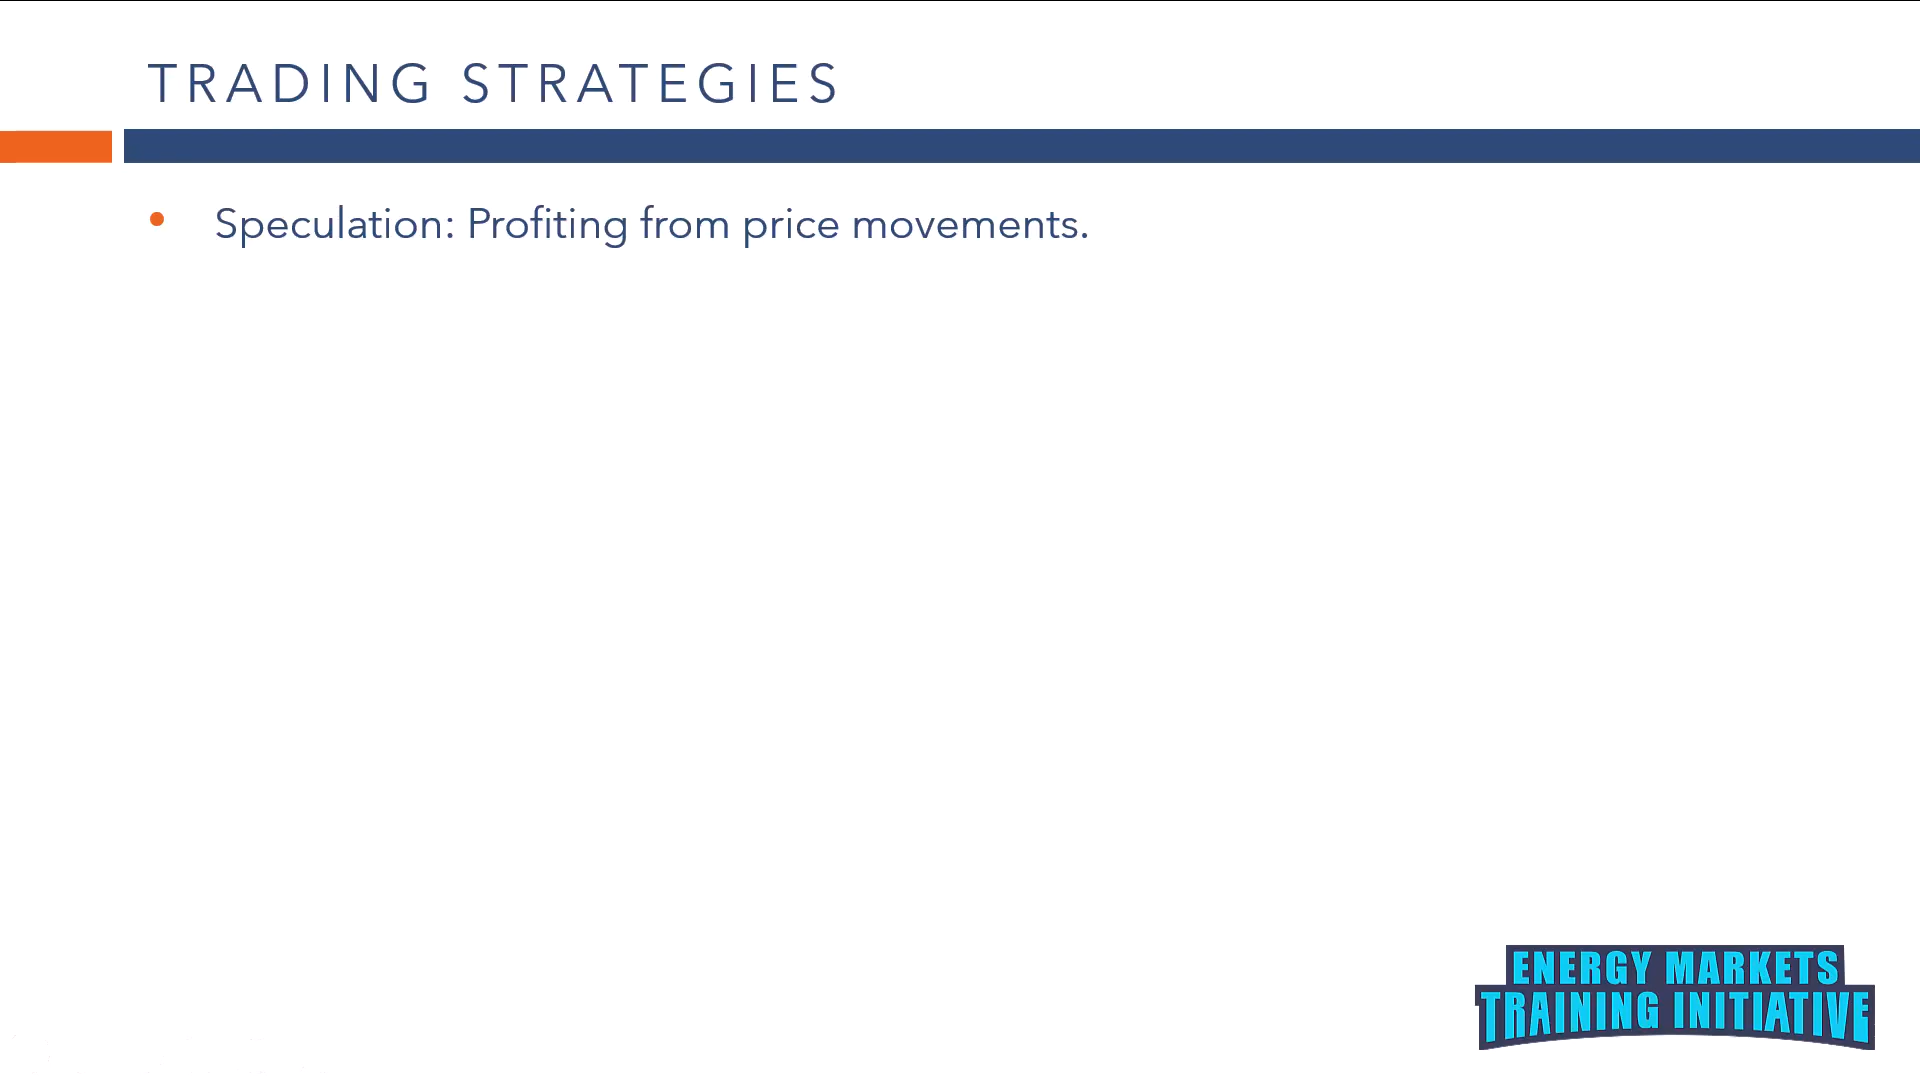 TRADING STRATEGIES
• Speculation: Profiting from price movements.
ENERGY MARKETS
TRAINING INITIATIVE